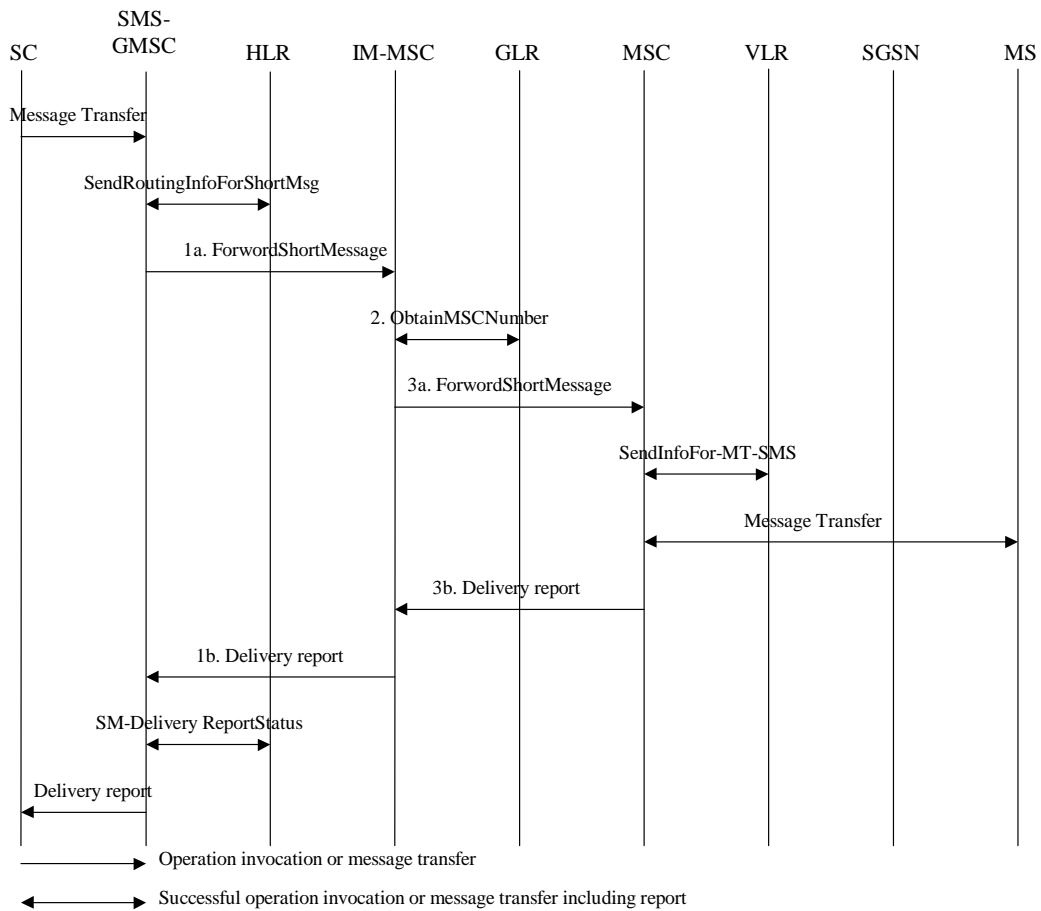 SMS-
GMSC
SC HLR IM-MSC GLR MSC VLR SGSN MS
Message Transfer
SendRoutingInfoForShortMsg
1a. ForwordShortMessage
2. ObtainMSCNumber
3a. ForwordShortMessage
SendInfoFor-MT-SMS
Message Transfer
3b. Delivery report
1b. Delivery report
SM-Delivery ReportStatus
Delivery report
Operation invocation or message transfer
Successful operation invocation or message transfer including report